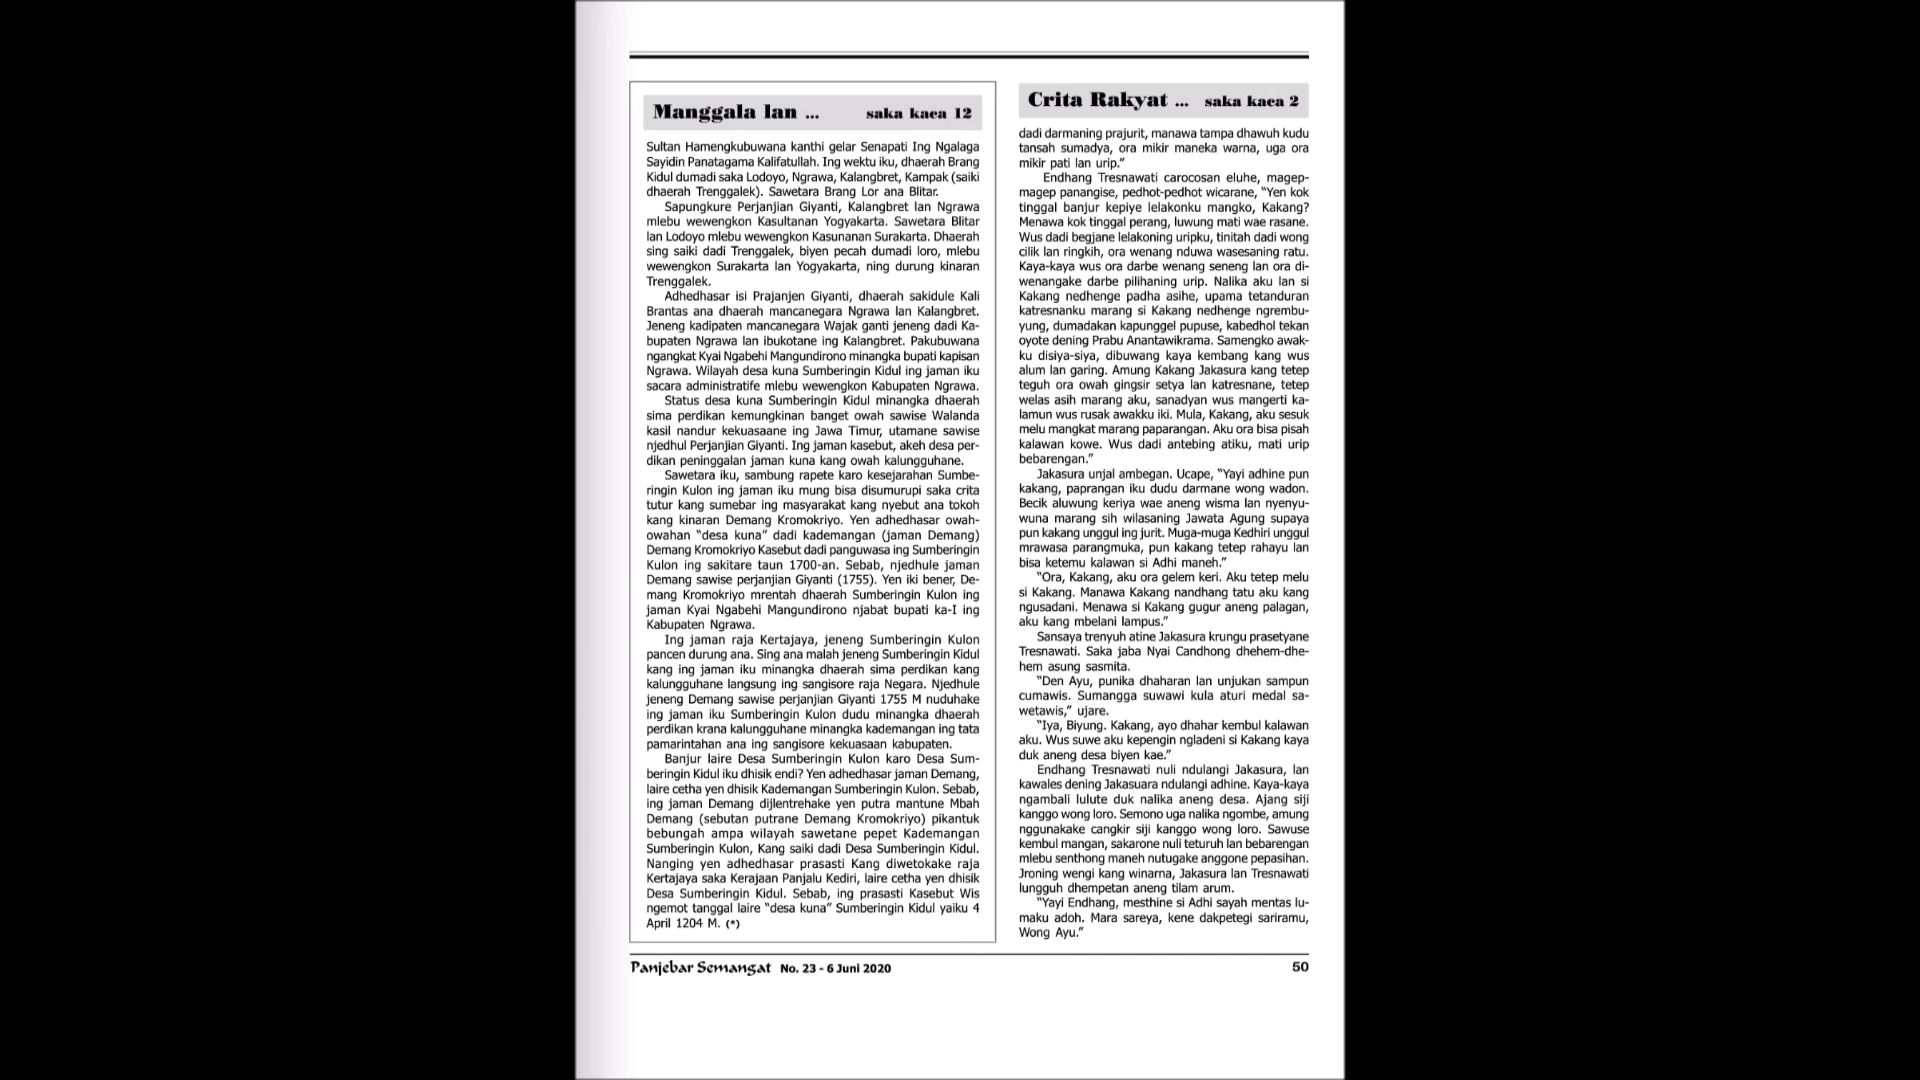 Manggala lan ... saka kaca 12
Sultan Hamengkubuwana kanthi gelar Senapati Ing Ngalaga
Sayidin Panatagama Kalifatullah. Ing wektu iku, dhaerah Brang
Kidul dumadi saka Lodoyo, Ngrawa, Kalangbret, Kampak (saiki
dhaerah Trenggalek). Sawetara Brang Lor ana Blitar.
Sapungkure Perjanjian Giyanti, Kalangbret lan Ngrawa
mlebu wewengkon Kasultanan Yogyakarta. Sawetara Blitar
lan Lodoyo mlebu wewengkon Kasunanan Surakarta. Dhaerah
sing saiki dadi Trenggalek, biyen pecah dumadi loro, mlebu
wewengkon Surakarta lan Yogyakarta, ning durung kinaran
Trenggalek.
Adhedhasar isi Prajanjen Giyanti, dhaerah sakidule Kali
Brantas ana dhaerah mancanegara Ngrawa lan Kalangbret.
Jeneng kadipaten mancanegara Wajak ganti jeneng dadi Ka-
bupaten Ngrawa lan ibukotane ing Kalangbret. Pakubuwana
ngangkat Kyai Ngabehi Mangundirono minangka bupati kapisan
Ngrawa. Wilayah desa kuna Sumberingin Kidul ing jaman iku
sacara administratife mlebu wewengkon Kabupaten Ngrawa.
Status desa kuna Sumberingin Kidul minangka dhaerah
sima perdikan kemungkinan banget owah sawise Walanda
kasil nandur kekuasaane ing Jawa Timur, utamane sawise
njedhul Perjanjian Giyanti. Ing jaman kasebut, akeh desa per-
dikan peninggalan jaman kuna kang owah kalungguhane.
Sawetara iku, sambung rapete karo kesejarahan Sumbe-
ringin Kulon ing jaman iku mung bisa disumurupi saka crita
tutur kang sumebar ing masyarakat kang nyebut ana tokoh
kang kinaran Demang Kromokriyo. Yen adhedhasar owah-
owahan "desa kuna" dadi kademangan (jaman Demang)
Demang Kromokriyo Kasebut dadi panguwasa ing Sumberingin
Kulon ing sakitare taun 1700-an. Sebab, njedhule jaman
Demang sawise perjanjian Giyanti (1755). Yen iki bener, De-
mang Kromokriyo mrentah dhaerah Sumberingin Kulon ing
jaman Kyai Ngabehi Mangundirono njabat bupati ka-I ing
Kabupaten Ngrawa.
Ing jaman raja Kertajaya, jeneng Sumberingin Kulon
pancen durung ana. Sing ana malah jeneng Sumberingin Kidul
kang ing jaman iku minangka dhaerah sima perdikan kang
kalungguhane langsung ing sangisore raja Negara. Njedhule
jeneng Demang sawise perjanjian Giyanti 1755 M nuduhake
ing jaman iku Sumberingin Kulon dudu minangka dhaerah
perdikan krana kalungguhane minangka kademangan ing tata
pamarintahan ana ing sangisore kekuasaan kabupaten.
Banjur laire Desa Sumberingin Kulon karo Desa Sum-
beringin Kidul iku dhisik endi? Yen adhedhasar jaman Demang,
laire cetha yen dhisik Kademangan Sumberingin Kulon. Sebab,
ing jaman Demang dijlentrehake yen putra mantune Mbah
Demang (sebutan putrane Demang Kromokriyo) pikantuk
bebungah ampa wilayah sawetane pepet Kademangan
Sumberingin Kulon, Kang saiki dadi Desa Sumberingin Kidul.
Nanging yen adhedhasar prasasti Kang diwetokake raja
Kertajaya saka Kerajaan Panjalu Kediri, laire cetha yen dhisik
Desa Sumberingin Kidul. Sebab, ing prasasti Kasebut Wis
ngemot tanggal laire "desa kuna" Sumberingin Kidul yaiku 4
April 1204 M. (*)
Crita Rakyat ... saka kaca 2
dadi darmaning prajurit, manawa tampa dhawuh kudu
tansah sumadya, ora mikir maneka warna, uga ora
mikir pati lan urip."
Endhang Tresnawati carocosan eluhe, magep-
magep panangise, pedhot-pedhot wicarane, "Yen kok
tinggal banjur kepiye lelakonku mangko, Kakang?
Menawa kok tinggal perang, luwung mati wae rasane.
Wus dadi begjane lelakoning uripku, tinitah dadi wong
cilik lan ringkih, ora wenang nduwa wasesaning ratu.
Kaya-kaya wus ora darbe wenang seneng lan ora di-
wenangake darbe pilihaning urip. Nalika aku lan si
Kakang nedhenge padha asihe, upama tetanduran
katresnanku marang si Kakang nedhenge ngrembu-
yung, dumadakan kapunggel pupuse, kabedhol tekan
oyote dening Prabu Anantawikrama. Samengko awak-
ku disiya-siya, dibuwang kaya kembang kang wus
alum lan garing. Amung Kakang Jakasura kang tetep
teguh ora owah gingsir setya lan katresnane, tetep
welas asih marang aku, sanadyan wus mangerti ka-
lamun wus rusak awakku iki. Mula, Kakang, aku sesuk
melu mangkat marang paparangan. Aku ora bisa pisah
kalawan kowe. Wus dadi antebing atiku, mati urip
bebarengan."
Jakasura unjal ambegan. Ucape, "Yayi adhine pun
kakang, paprangan iku dudu darmane wong wadon.
Becik aluwung keriya wae aneng wisma lan nyenyu-
wuna marang sih wilasaning Jawata Agung supaya
pun kakang unggul ing jurit. Muga-muga Kedhiri unggul
mrawasa parangmuka, pun kakang tetep rahayu lan
bisa ketemu kalawan si Adhi maneh."
"Ora, Kakang, aku ora gelem keri. Aku tetep melu
si Kakang. Manawa Kakang nandhang tatu aku kang
ngusadani. Menawa si Kakang gugur aneng palagan,
aku kang mbelani lampus."
Sansaya trenyuh atine Jakasura krungu prasetyane
Tresnawati. Saka jaba Nyai Candhong dhehem-dhe-
hem asung sasmita.
"Den Ayu, punika dhaharan lan unjukan sampun
cumawis. Sumangga suwawi kula aturi medal sa-
wetawis," ujare.
"Iya, Biyung. Kakang, ayo dhahar kembul kalawan
aku. Wus suwe aku kepengin ngladeni si Kakang kaya
duk aneng desa biyen kae."
Endhang Tresnawati nuli ndulangi Jakasura, lan
kawales dening Jakasuara ndulangi adhine. Kaya-kaya
ngambali lulute duk nalika aneng desa. Ajang siji
kanggo wong loro. Semono uga nalika ngombe, amung
nggunakake cangkir siji kanggo wong loro. Sawuse
kembul mangan, sakarone nuli teturuh lan bebarengan
mlebu senthong maneh nutugake anggone pepasihan.
Jroning wengi kang winarna, Jakasura lan Tresnawati
lungguh dhempetan aneng tilam arum.
"Yayi Endhang, mesthine si Adhi sayah mentas lu-
maku adoh. Mara sareya, kene dakpetegi sariramu,
Wong Ayu."
Panjebar Semangat No. 23 - 6 Juni 2020
50